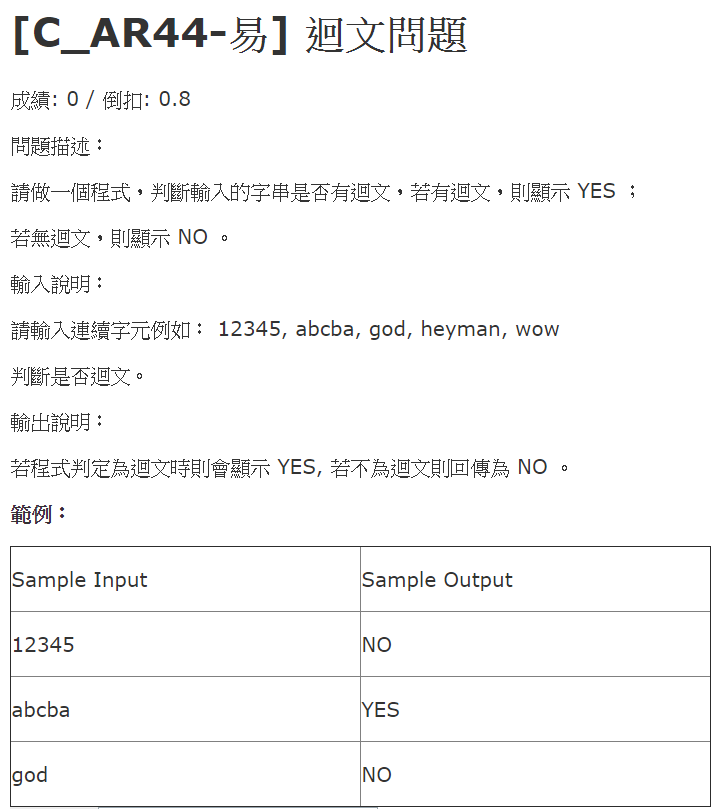 [C_AR44-易] 迴文問題
成績: 0 / 倒扣: 0.8
問題描述：
請做一個程式，判斷輸入的字串是否有迴文，若有迴文，則顯示 YES ；
若無迴文，則顯示 NO 。
輸入說明：
請輸入連續字元例如： 12345, abcba, god, heyman, wow
判斷是否迴文。
輸出說明：
若程式判定為迴文時則會顯示 YES, 若不為迴文則回傳為 NO 。
範例：
Sample Input Sample Output
12345 NO
abcba YES
god NO